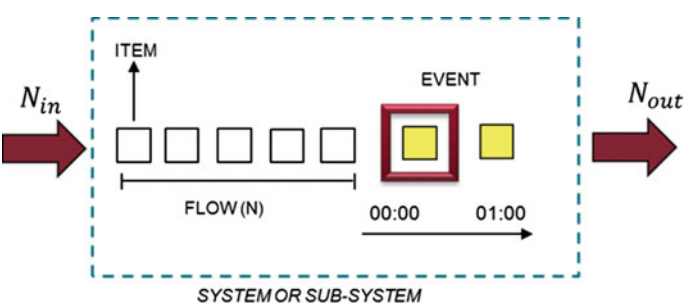 ITEM
EVENT
N_in
N_out
FLOW (N)
00:00 01:00
SYSTEM OR SUB-SYSTEM